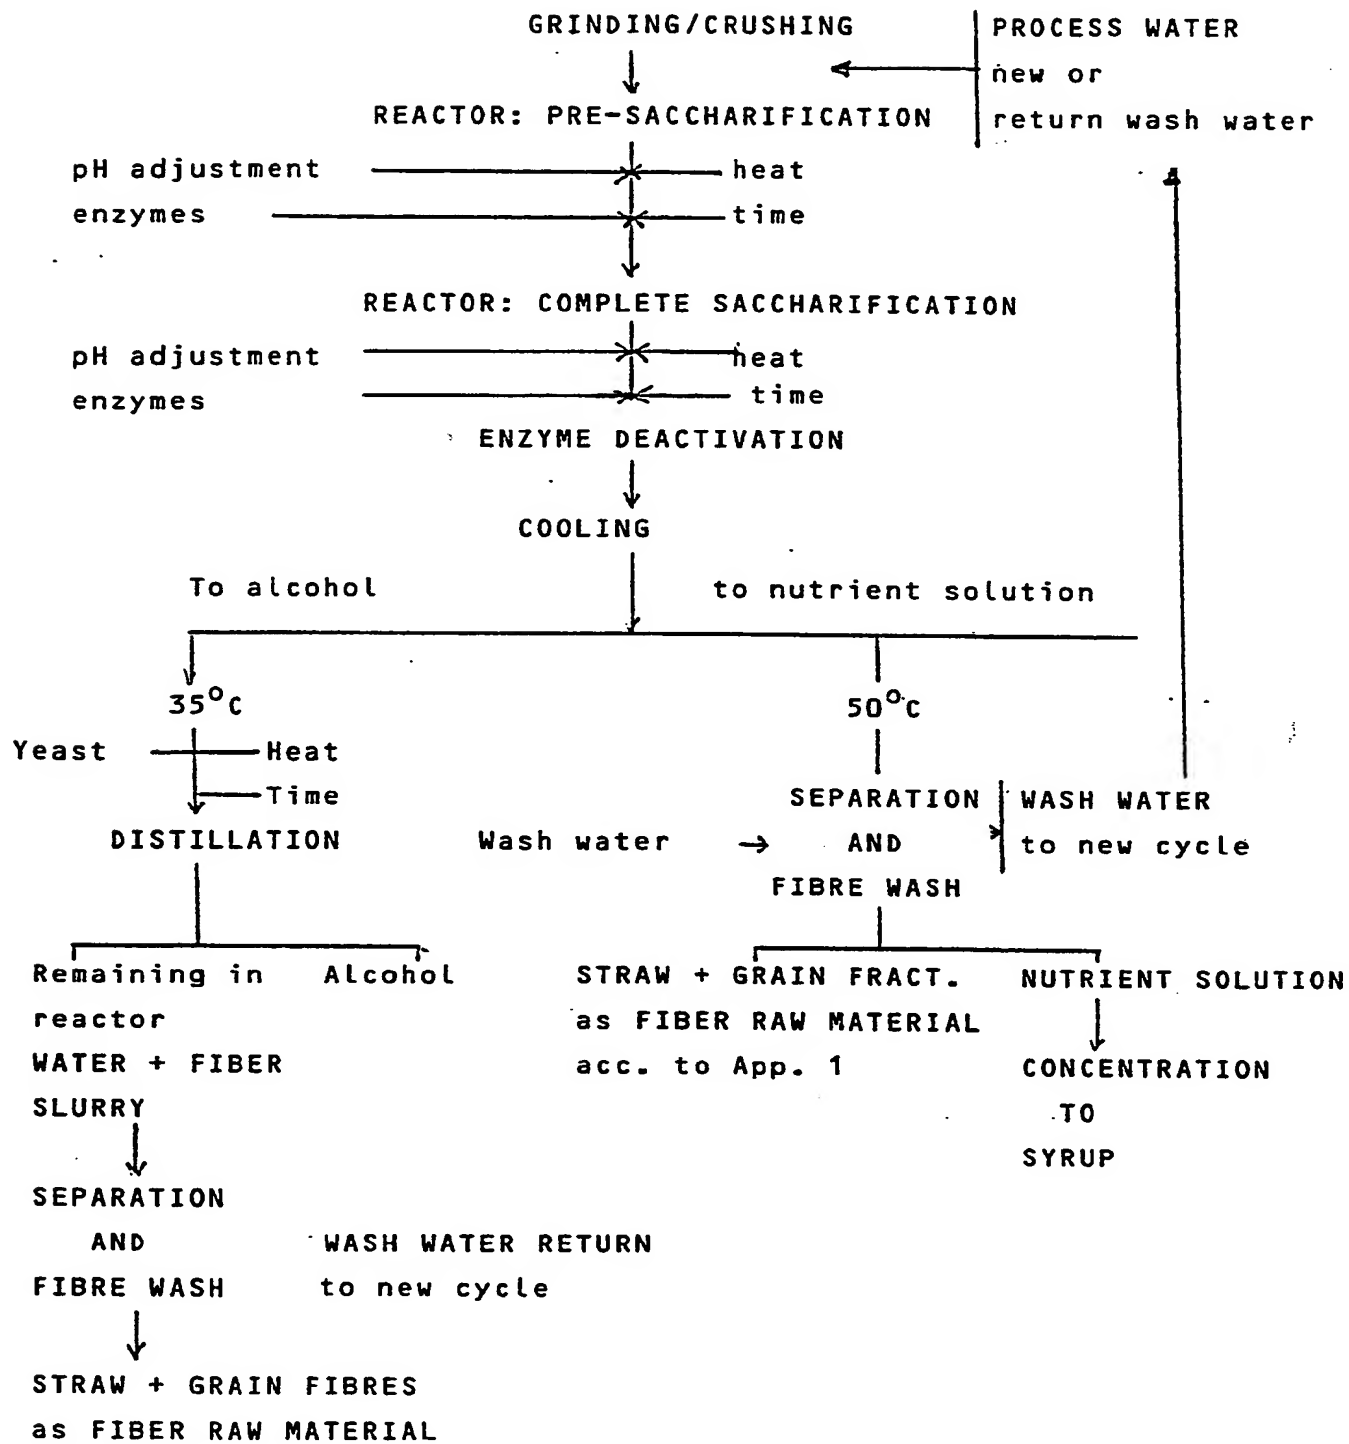 GRINDING/CRUSHING
PROCESS WATER
new or
return wash water
REACTOR: PRE-SACCHARIFICATION
pH adjustment
heat
enzymes
time
REACTOR: COMPLETE SACCHARIFICATION
pH adjustment
heat
enzymes
time
ENZYME DEACTIVATION
COOLING
To alcohol
to nutrient solution
35°C
50°C
Yeast
Heat
Time
DISTILLATION
Wash water
SEPARATION
AND
FIBRE WASH
WASH WATER
to new cycle
Remaining in
reactor
WATER + FIBER
SLURRY
Alcohol
STRAW + GRAIN FRACT.
as FIBER RAW MATERIAL
acc. to App. 1
NUTRIENT SOLUTION
CONCENTRATION
TO
SYRUP
SEPARATION
AND
FIBRE WASH
WASH WATER RETURN
to new cycle
STRAW + GRAIN FIBRES
as FIBER RAW MATERIAL